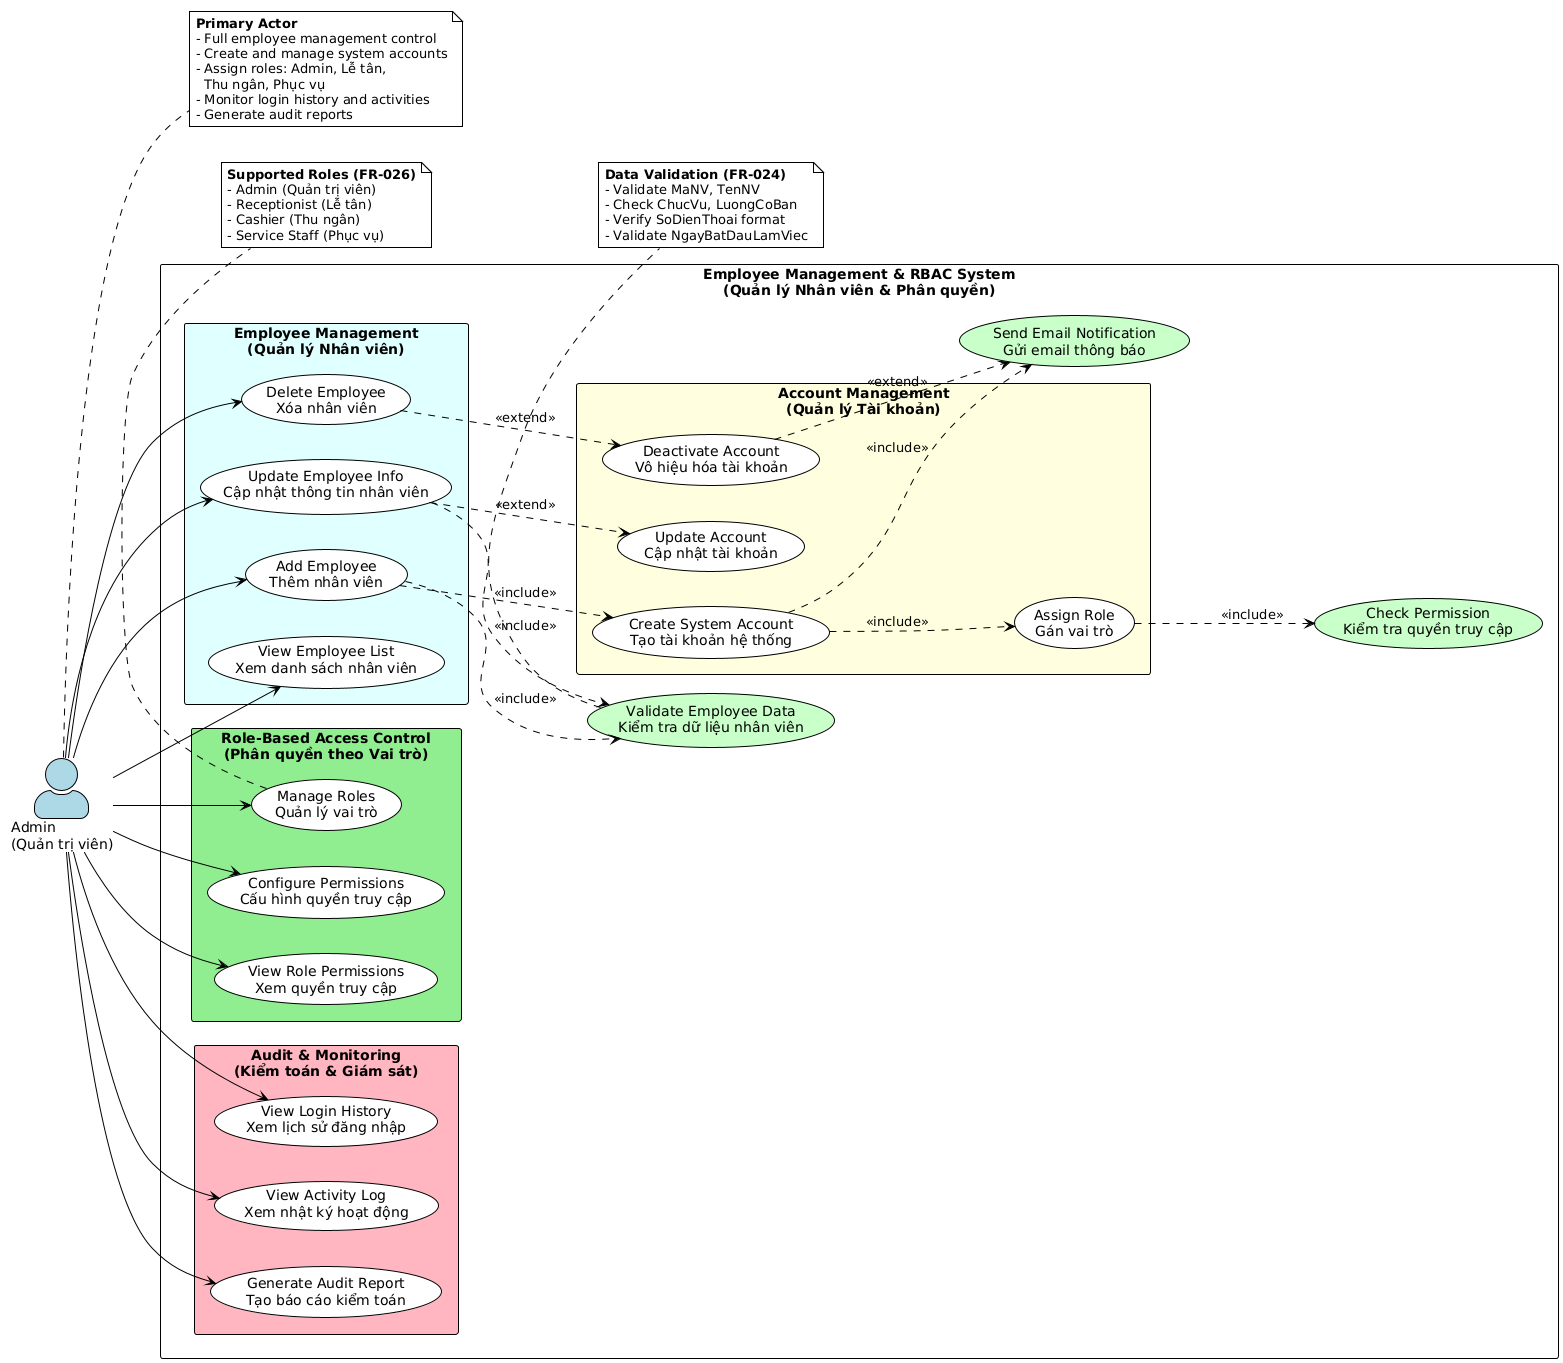 Primary Actor
- Full employee management control
- Create and manage system accounts
- Assign roles: Admin, Lễ tân,
Thu ngân, Phục vụ
- Monitor login history and activities
- Generate audit reports
Supported Roles (FR-026)
- Admin (Quản trị viên)
- Receptionist (Lễ tân)
- Cashier (Thu ngân)
- Service Staff (Phục vụ)
Data Validation (FR-024)
- Validate MaNV, TenNV
- Check ChucVu, LuongCoBan
- Verify SoDienThoai format
- Validate NgayBatDauLamViec
Employee Management & RBAC System
(Quản lý Nhân viên & Phân quyền)
Employee Management
(Quản lý Nhân viên)
Delete Employee
Xóa nhân viên
Update Employee Info
Cập nhật thông tin nhân viên
Add Employee
Thêm nhân viên
View Employee List
Xem danh sách nhân viên
«extend»
«extend»
«include»
«include»
«include»
Account Management
(Quản lý Tài khoản)
Deactivate Account
Vô hiệu hóa tài khoản
Update Account
Cập nhật tài khoản
Create System Account
Tạo tài khoản hệ thống
«extend»
«include»
«include»
Assign Role
Gán vai trò
«include»
Send Email Notification
Gửi email thông báo
Check Permission
Kiểm tra quyền truy cập
Validate Employee Data
Kiểm tra dữ liệu nhân viên
Admin
(Quản trị viên)
Role-Based Access Control
(Phân quyền theo Vai trò)
Manage Roles
Quản lý vai trò
Configure Permissions
Cấu hình quyền truy cập
View Role Permissions
Xem quyền truy cập
Audit & Monitoring
(Kiểm toán & Giám sát)
View Login History
Xem lịch sử đăng nhập
View Activity Log
Xem nhật ký hoạt động
Generate Audit Report
Tạo báo cáo kiểm toán